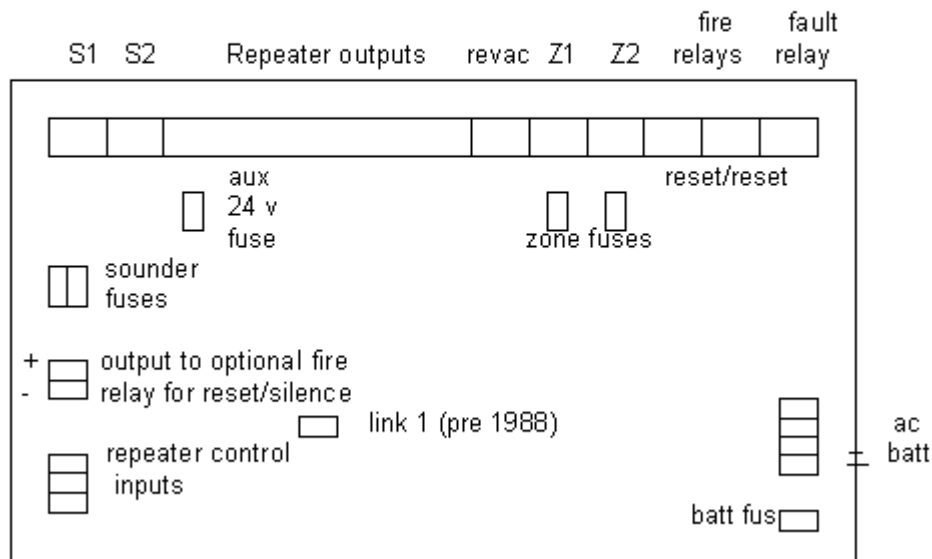 fire fault
S1 S2 Repeater outputs revac Z1 Z2 relays relay
aux reset/reset
24 v
fuse zone fuses
sounder
fuses
+ output to optional fire
- relay for reset/silence
link 1 (pre 1988)
ac
repeater control batt
inputs
batt fus